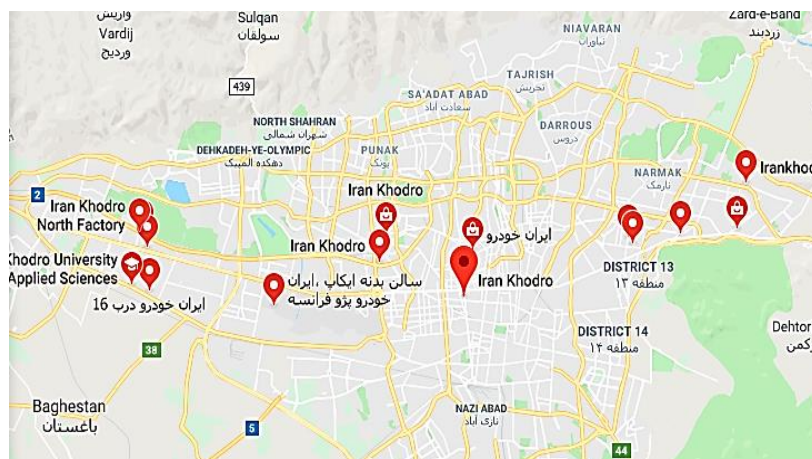 واریش
Vardij
وردیج
Sulqan
سولقان
Zard-e-Band
زردبند
NIAVARAN
نیاوران
439
TAJRISH
تجریش
SA'ADAT ABAD
سعادت آباد
NORTH SHAHRAN
شهران شمالی
DARROUS
دروس
DEHKADEH-YE-OLYMPIC
دهکده المپیک
PUNAK
پونک
NARMAK
نارمک
Irankhod
2
Iran Khodro
Iran Khodro
North Factory
Iran Khodro
ایران خودرو
Khodro University
Applied Sciences
سالن بدنه ایکاپ ،ایران
خودرو پژو فرانسه
Iran Khodro
DISTRICT 13
منطقه ۱۳
ایران خودرو درب 16
DISTRICT 14
منطقه ۱۴
Dehtor
38
Baghestan
باغستان
5
NAZI ABAD
نازی آباد
44